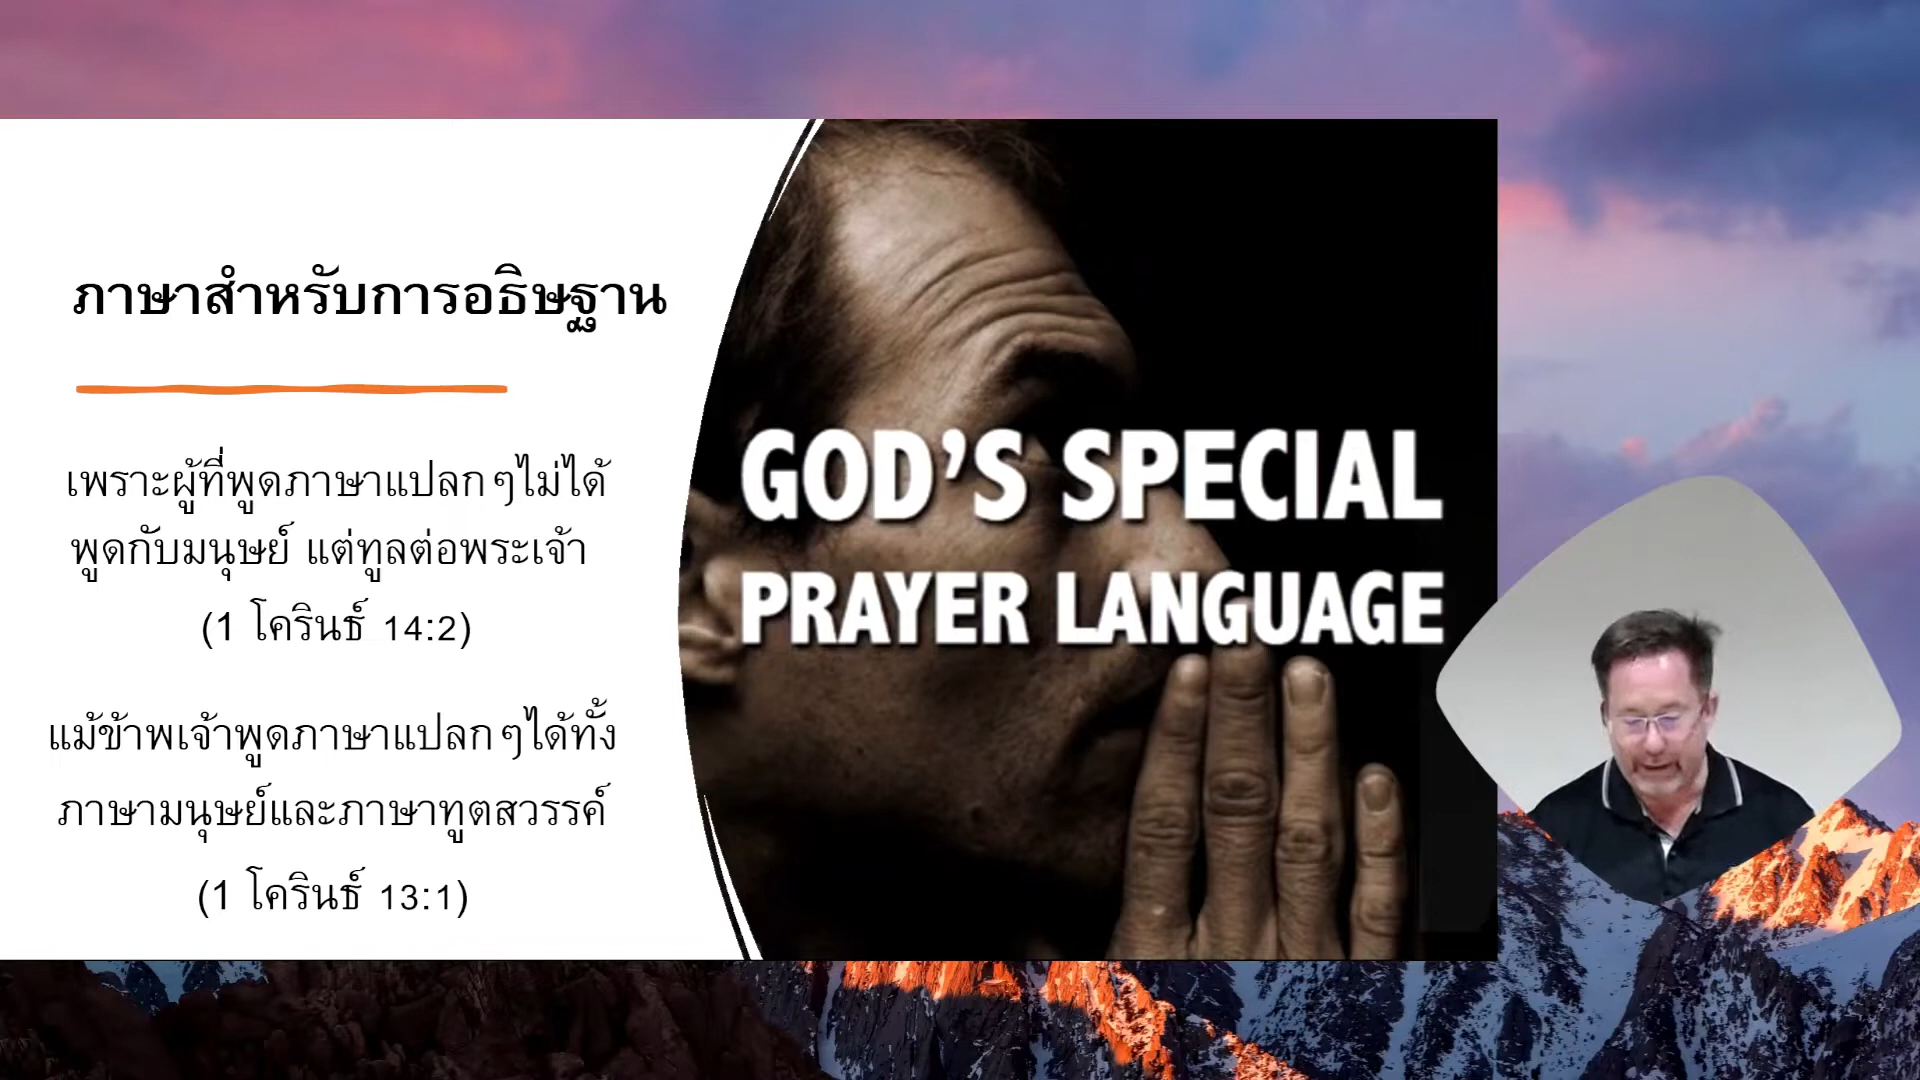 ภาษาสำหรับการอธิษฐาน
เพราะผู้ที่พูดภาษาแปลกๆไม่ได้
พูดกับมนุษย์ แต่ทูลต่อพระเจ้า
(1 โครินธ์ 14:2)
แม้ข้าพเจ้าพูดภาษาแปลกๆได้ทั้ง
ภาษามนุษย์และภาษาทูตสวรรค์
(1 โครินธ์ 13:1)
GOD'S SPECIAL
PRAYER LANGUAGE